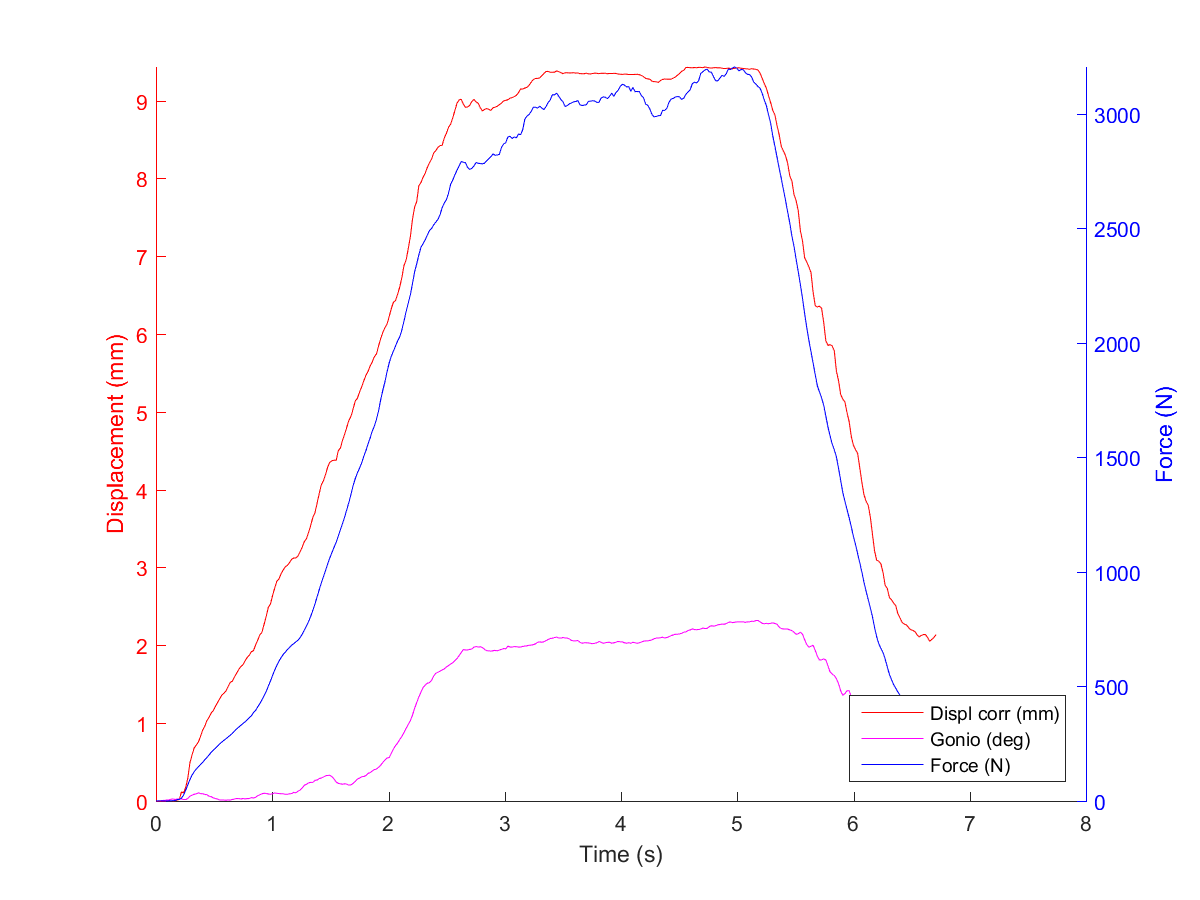 9
8
7
6
5
4
3
2
1
0
Displacement (mm)
3000
2500
2000
1500
1000
500
0
Force (N)
Displ corr (mm)
Gonio (deg)
Force (N)
0 1 2 3 4 5 6 7 8
Time (s)